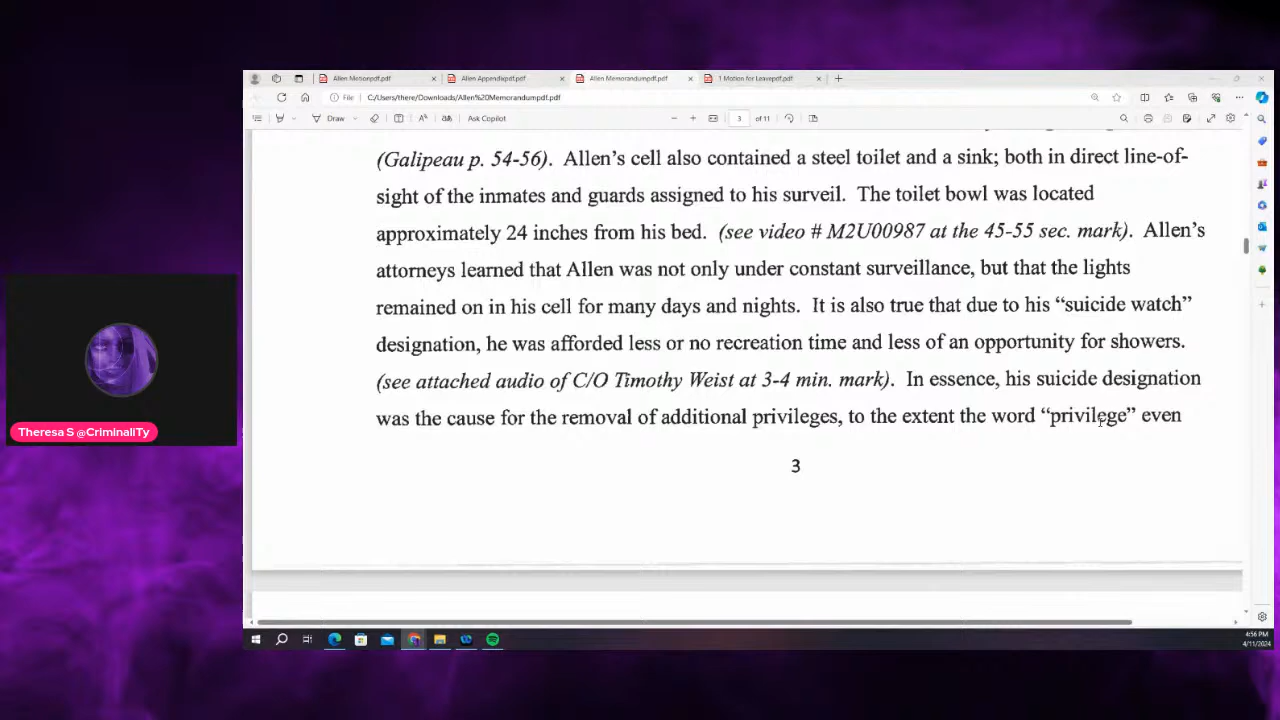 Allen Motionpdf.pdf
Allen Appendixpdf.pdf
Allen Memorandumpdf.pdf
1 Motion for Leavepdf.pdf
File
C:/Users/there/Downloads/Allen%20Memorandumpdf.pdf
Draw
Ask Copilot
3 of 11
(Galipeau p. 54-56). Allen's cell also contained a steel toilet and a sink; both in direct line-of-
sight of the inmates and guards assigned to his surveil. The toilet bowl was located
approximately 24 inches from his bed. (see video # M2U00987 at the 45-55 sec. mark). Allen's
attorneys learned that Allen was not only under constant surveillance, but that the lights
remained on in his cell for many days and nights. It is also true that due to his “suicide watch”
designation, he was afforded less or no recreation time and less of an opportunity for showers.
(see attached audio of C/O Timothy Weist at 3-4 min. mark). In essence, his suicide designation
was the cause for the removal of additional privileges, to the extent the word “privilege” even
3
Theresa S @CriminaliTy
4:56 PM
4/11/2024